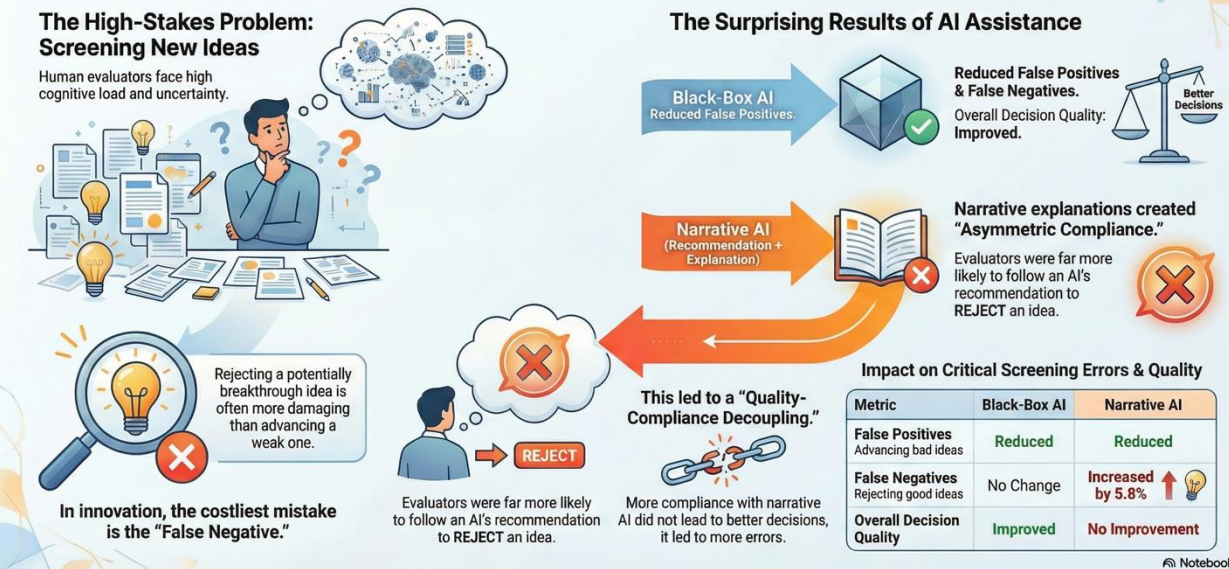 The High-Stakes Problem:
Screening New Ideas
Human evaluators face high
cognitive load and uncertainty.
Rejecting a potentially
breakthrough idea is
often more damaging
than advancing a
weak one.
In innovation, the costliest mistake
is the “False Negative.”
The Surprising Results of AI Assistance
Black-Box AI
Reduced False Positives.
Reduced False Positives
& False Negatives.
Overall Decision Quality:
Improved.
Better
Decisions
Narrative AI
(Recommendation +
Explanation)
Narrative explanations created
“Asymmetric Compliance.”
Evaluators were far more
likely to follow an AI’s
recommendation to
REJECT an idea.
REJECT
Evaluators were far more likely
to follow an AI’s recommendation
to REJECT an idea.
This led to a “Quality-
Compliance Decoupling.”
More compliance with narrative
AI did not lead to better decisions,
it led to more errors.
Impact on Critical Screening Errors & Quality
Metric Black-Box AI Narrative AI
False Positives
Advancing bad ideas
Reduced Reduced
False Negatives
Rejecting good ideas
No Change
Increased
by 5.8%
Overall Decision
Quality
Improved No Improvement
Notebook